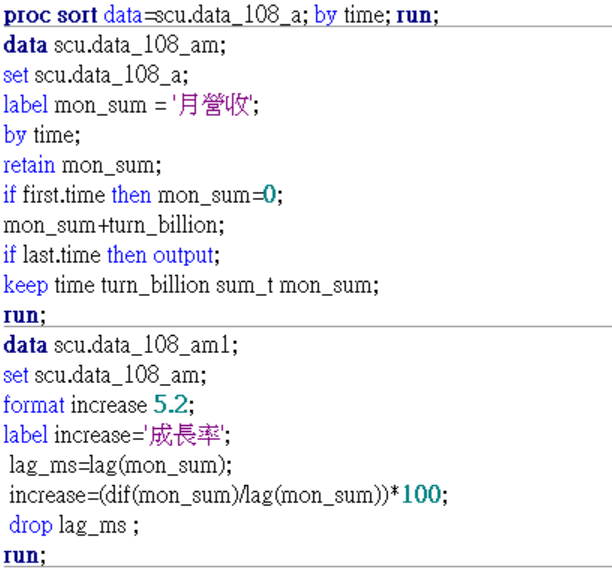 proc sort data=scu.data_108_a; by time; run;
data scu.data_108_am;
set scu.data_108_a;
label mon_sum = '月營收';
by time;
retain mon_sum;
if first.time then mon_sum=0;
mon_sum+turn_billion;
if last.time then output;
keep time turn_billion sum_t mon_sum;
run;
data scu.data_108_am1;
set scu.data_108_am;
format increase 5.2;
label increase='成長率';
lag_ms=lag(mon_sum);
increase=(dif(mon_sum)/lag(mon_sum))*100;
drop lag_ms ;
run;